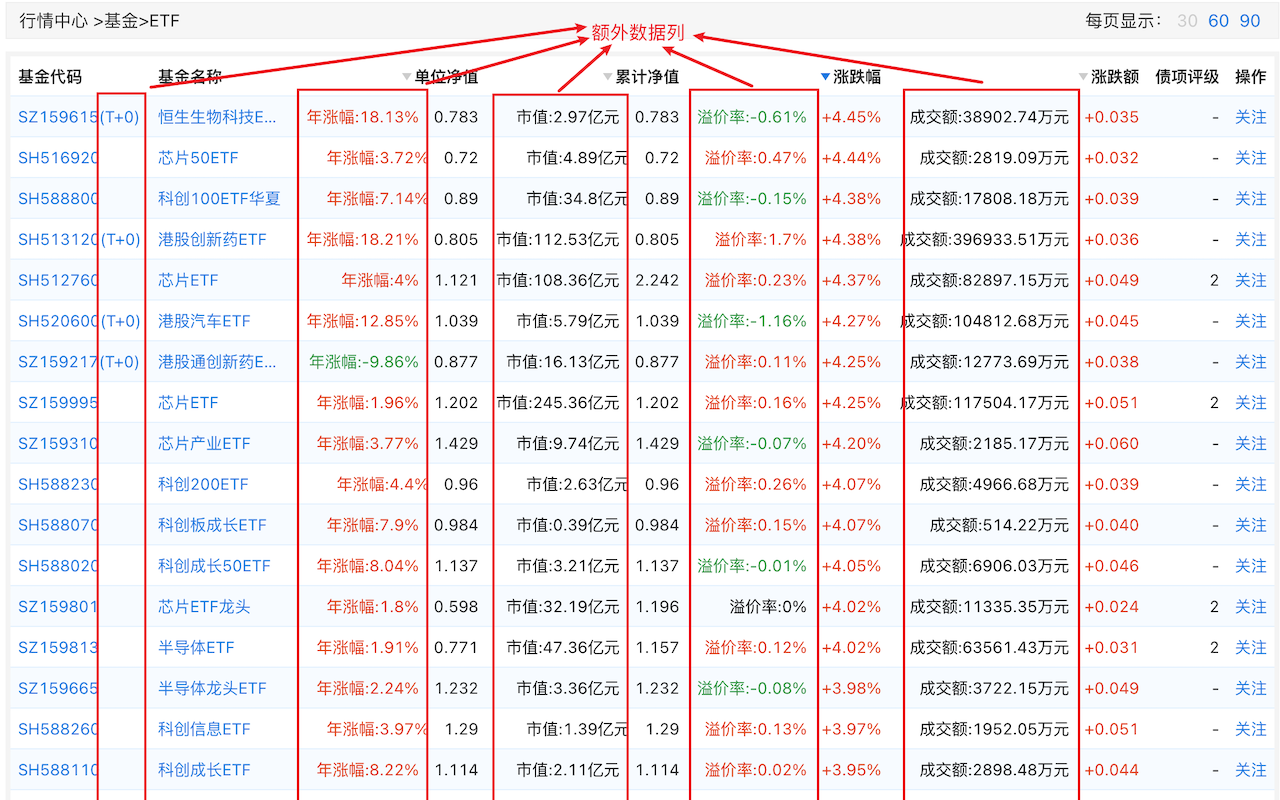 行情中心 >基金>ETF 额外数据列 每页显示： 30 60 90
基金代码 基金名称 单位净值 累计净值 涨跌幅 涨跌额 债项评级 操作
SZ159615(T+0) 恒生生物科技E... 年涨幅:18.13% 0.783 市值:2.97亿元 0.783 溢价率:-0.61% +4.45% 成交额:38902.74万元 +0.035 - 关注
SH516920 芯片50ETF 年涨幅:3.72% 0.72 市值:4.89亿元 0.72 溢价率:0.47% +4.44% 成交额:2819.09万元 +0.032 - 关注
SH588800 科创100ETF华夏 年涨幅:7.14% 0.89 市值:34.8亿元 0.89 溢价率:-0.15% +4.38% 成交额:17808.18万元 +0.039 - 关注
SH513120(T+0) 港股创新药ETF 年涨幅:18.21% 0.805 市值:112.53亿元 0.805 溢价率:1.7% +4.38% 成交额:396933.51万元 +0.036 - 关注
SH512760 芯片ETF 年涨幅:4% 1.121 市值:108.36亿元 2.242 溢价率:0.23% +4.37% 成交额:82897.15万元 +0.049 2 关注
SH520600(T+0) 港股汽车ETF 年涨幅:12.85% 1.039 市值:5.79亿元 1.039 溢价率:-1.16% +4.27% 成交额:104812.68万元 +0.045 - 关注
SZ159217(T+0) 港股通创新药E... 年涨幅:-9.86% 0.877 市值:16.13亿元 0.877 溢价率:0.11% +4.25% 成交额:12773.69万元 +0.038 - 关注
SZ159995 芯片ETF 年涨幅:1.96% 1.202 市值:245.36亿元 1.202 溢价率:0.16% +4.25% 成交额:117504.17万元 +0.051 2 关注
SZ159310 芯片产业ETF 年涨幅:3.77% 1.429 市值:9.74亿元 1.429 溢价率:-0.07% +4.20% 成交额:2185.17万元 +0.060 - 关注
SH588230 科创200ETF 年涨幅:4.4% 0.96 市值:2.63亿元 0.96 溢价率:0.26% +4.07% 成交额:4966.68万元 +0.039 - 关注
SH588070 科创板成长ETF 年涨幅:7.9% 0.984 市值:0.39亿元 0.984 溢价率:0.15% +4.07% 成交额:514.22万元 +0.040 - 关注
SH588020 科创成长50ETF 年涨幅:8.04% 1.137 市值:3.21亿元 1.137 溢价率:-0.01% +4.05% 成交额:6906.03万元 +0.046 - 关注
SZ159801 芯片ETF龙头 年涨幅:1.8% 0.598 市值:32.19亿元 1.196 溢价率:0% +4.02% 成交额:11335.35万元 +0.024 2 关注
SZ159813 半导体ETF 年涨幅:1.91% 0.771 市值:47.36亿元 1.157 溢价率:0.12% +4.02% 成交额:63561.43万元 +0.031 2 关注
SZ159665 半导体龙头ETF 年涨幅:2.24% 1.232 市值:3.36亿元 1.232 溢价率:-0.08% +3.98% 成交额:3722.15万元 +0.049 - 关注
SH588260 科创信息ETF 年涨幅:3.97% 1.29 市值:1.39亿元 1.29 溢价率:0.13% +3.97% 成交额:1952.05万元 +0.051 - 关注
SH588110 科创成长ETF 年涨幅:8.22% 1.114 市值:2.11亿元 1.114 溢价率:0.02% +3.95% 成交额:2898.48万元 +0.044 - 关注